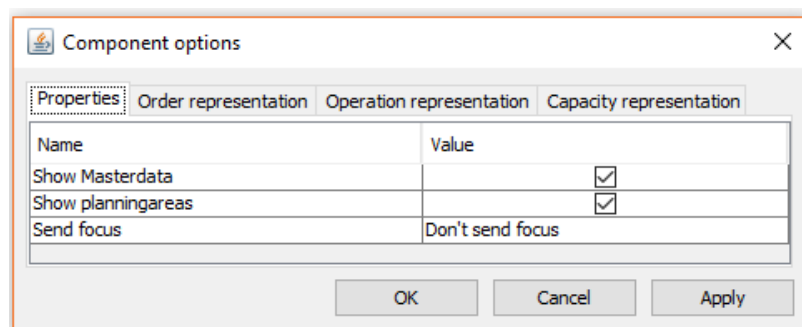 Component options
Properties Order representation Operation representation Capacity representation
Name Value
Show Masterdata
Show planningareas
Send focus Don't send focus
OK Cancel Apply